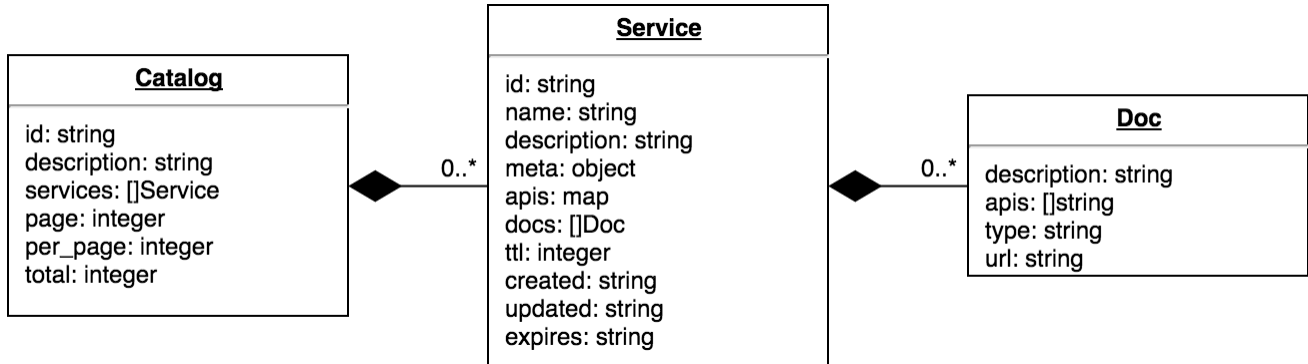 Catalog
id: string
description: string
services: []Service
page: integer
per_page: integer
total: integer
0..*
Service
id: string
name: string
description: string
meta: object
apis: map
docs: []Doc
ttl: integer
created: string
updated: string
expires: string
0..*
Doc
description: string
apis: []string
type: string
url: string